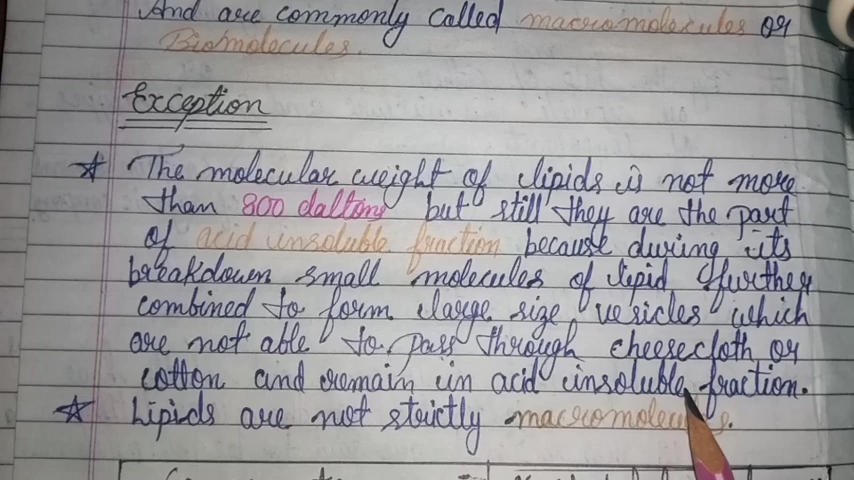 And are commonly called macromolecules or
Biomolecules.
Exception
The molecular weight of lipids is not more
than 800 daltons but still they are the part
of acid insoluble fraction because during its
breakdown small molecules of lipid further
combined to form large size vesicles which
are not able to pass through cheesecloth or
cotton and remain in acid insoluble fraction.
Lipids are not strictly